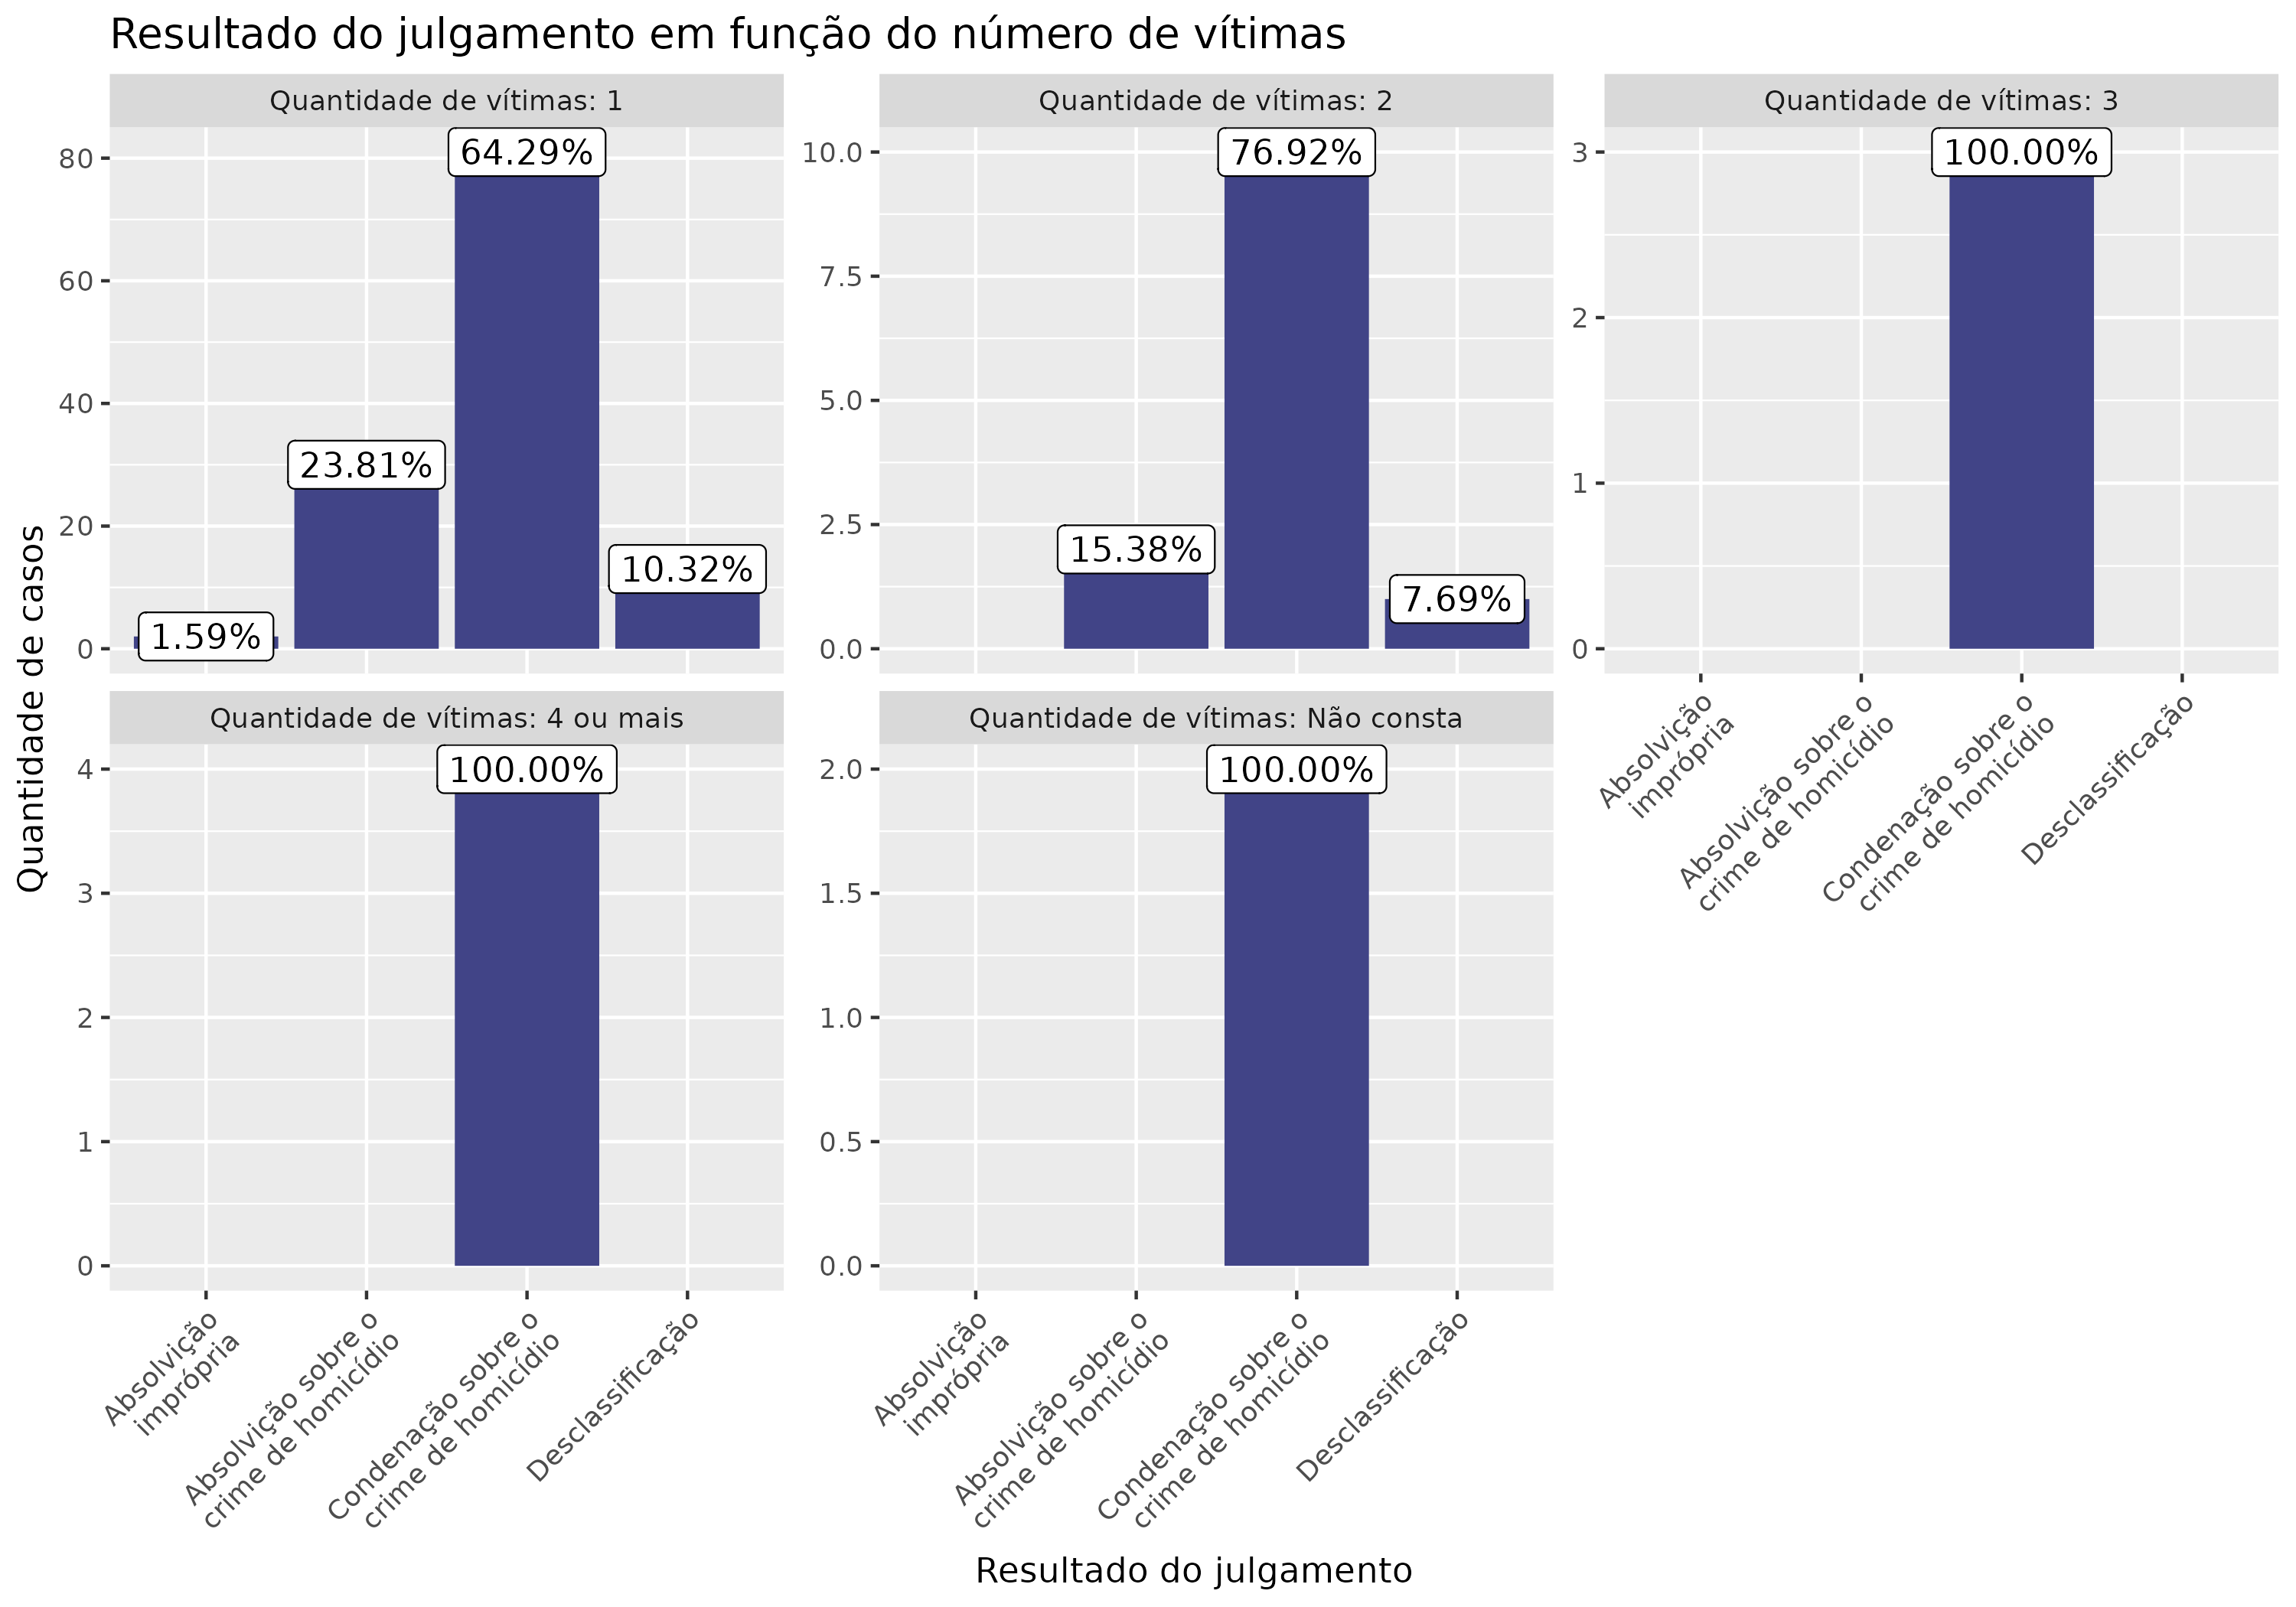 Resultado do julgamento em função do número de vítimas
Quantidade de casos
Quantidade de vítimas: 1
80
60
40
20
0
1.59%
23.81%
64.29%
10.32%
Quantidade de vítimas: 2
10.0
7.5
5.0
2.5
0.0
15.38%
76.92%
7.69%
Quantidade de vítimas: 3
3
2
1
0
100.00%
Absolvição
imprópria
Absolvição sobre o
crime de homicídio
Condenação sobre o
crime de homicídio
Desclassificação
Quantidade de vítimas: 4 ou mais
4
3
2
1
0
100.00%
Absolvição
imprópria
Absolvição sobre o
crime de homicídio
Condenação sobre o
crime de homicídio
Desclassificação
Quantidade de vítimas: Não consta
2.0
1.5
1.0
0.5
0.0
100.00%
Absolvição
imprópria
Absolvição sobre o
crime de homicídio
Condenação sobre o
crime de homicídio
Desclassificação
Resultado do julgamento